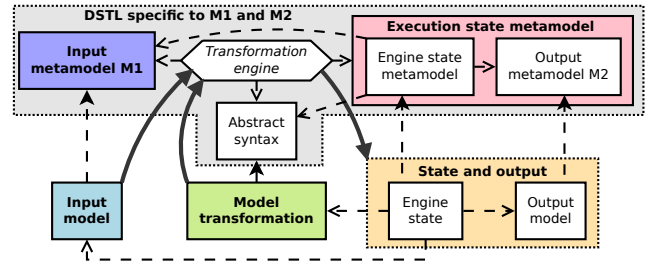 DSTL specific to M1 and M2
Execution state metamodel
Input
metamodel M1
Transformation
engine
Engine state
metamodel
Output
metamodel M2
Abstract
syntax
State and output
Input
model
Model
transformation
Engine
state
Output
model